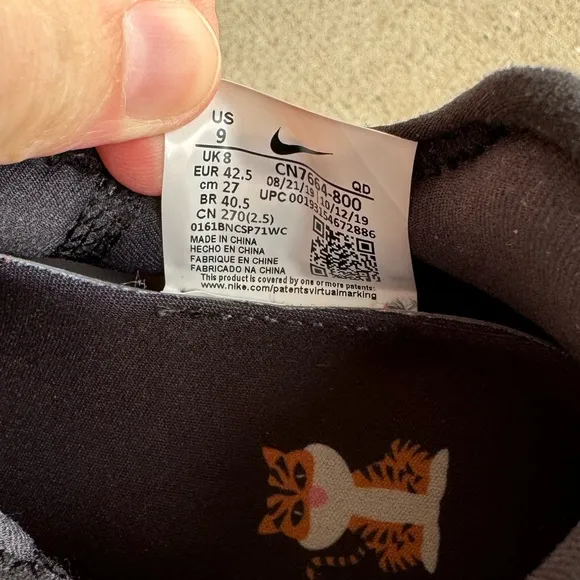 US
9
UK 8
EUR 42.5
cm 27
BR 40.5
CN 270(2.5)
0161BNCSP71WC
CN7664-800
QD
08/21/19 10/12/19
UPC 00193154672886
MADE IN CHINA
HECHO EN CHINA
FABRIQUE EN CHINE
FABRICADO NA CHINA
This product is covered by one or more patents:
www.nike.com/patentsvirtualmarking